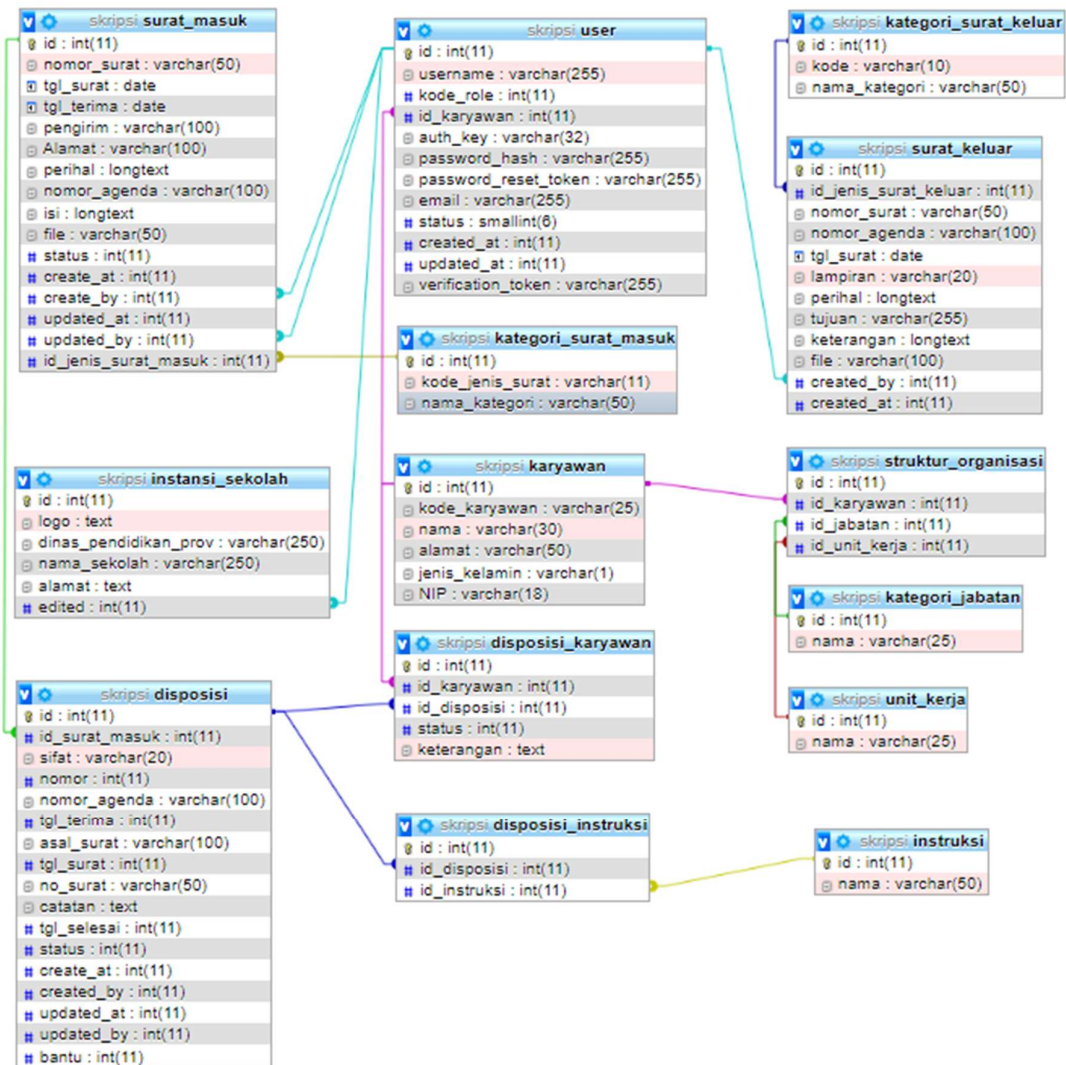 skripsi surat_masuk
id : int(11)
nomor_surat : varchar(50)
tgl_surat : date
tgl_terima : date
pengirim : varchar(100)
Alamat : varchar(100)
perihal : longtext
nomor_agenda : varchar(100)
isi : longtext
file : varchar(50)
status : int(11)
create_at : int(11)
create_by : int(11)
updated_at : int(11)
updated_by : int(11)
id_jenis_surat_masuk : int(11)
skripsi user
id : int(11)
username : varchar(255)
kode_role : int(11)
id_karyawan : int(11)
auth_key : varchar(32)
password_hash : varchar(255)
password_reset_token : varchar(255)
email : varchar(255)
status : smallint(6)
created_at : int(11)
updated_at : int(11)
verification_token : varchar(255)
skripsi kategori_surat_keluar
id : int(11)
kode : varchar(10)
nama_kategori : varchar(50)
skripsi surat_keluar
id : int(11)
id_jenis_surat_keluar : int(11)
nomor_surat : varchar(50)
nomor_agenda : varchar(100)
tgl_surat : date
lampiran : varchar(20)
perihal : longtext
tujuan : varchar(255)
keterangan : longtext
file : varchar(100)
created_by : int(11)
created_at : int(11)
skripsi kategori_surat_masuk
id : int(11)
kode_jenis_surat : varchar(11)
nama_kategori : varchar(50)
skripsi instansi_sekolah
id : int(11)
logo : text
dinas_pendidikan_prov : varchar(250)
nama_sekolah : varchar(250)
alamat : text
edited : int(11)
skripsi karyawan
id : int(11)
kode_karyawan : varchar(25)
nama : varchar(30)
alamat : varchar(50)
jenis_kelamin : varchar(1)
NIP : varchar(18)
skripsi struktur_organisasi
id : int(11)
id_karyawan : int(11)
id_jabatan : int(11)
id_unit_kerja : int(11)
skripsi kategori_jabatan
id : int(11)
nama : varchar(25)
skripsi disposisi_karyawan
id : int(11)
id_karyawan : int(11)
id_disposisi : int(11)
status : int(11)
keterangan : text
skripsi unit_kerja
id : int(11)
nama : varchar(25)
skripsi disposisi
id : int(11)
id_surat_masuk : int(11)
sifat : varchar(20)
nomor : int(11)
nomor_agenda : varchar(100)
tgl_terima : int(11)
asal_surat : varchar(100)
tgl_surat : int(11)
no_surat : varchar(50)
catatan : text
tgl_selesai : int(11)
status : int(11)
create_at : int(11)
created_by : int(11)
updated_at : int(11)
updated_by : int(11)
bantu : int(11)
skripsi disposisi_instruksi
id : int(11)
id_disposisi : int(11)
id_instruksi : int(11)
skripsi instruksi
id : int(11)
nama : varchar(50)